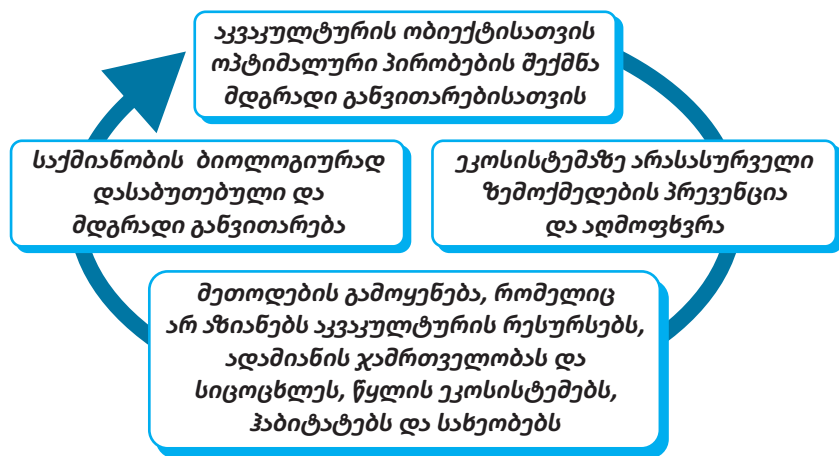 აკვაკულტურის ობიექტისათვის
ოპტიმალური პირობების შექმნა
მდგრადი განვითარებისათვის
საქმიანობის ბიოლოგიურად
დასაბუთებული და
მდგრადი განვითარება
ეკოსისტემაზე არასასურველი
ზემოქმედების პრევენცია
და აღმოფხვრა
მეთოდების გამოყენება, რომელიც
არ აზიანებს აკვაკულტურის რესურსებს,
ადამიანის ჯამრთველობას და
სიცოცხლეს, წყლის ეკოსისტემებს,
ჰაბიტატებს და სახეობებს